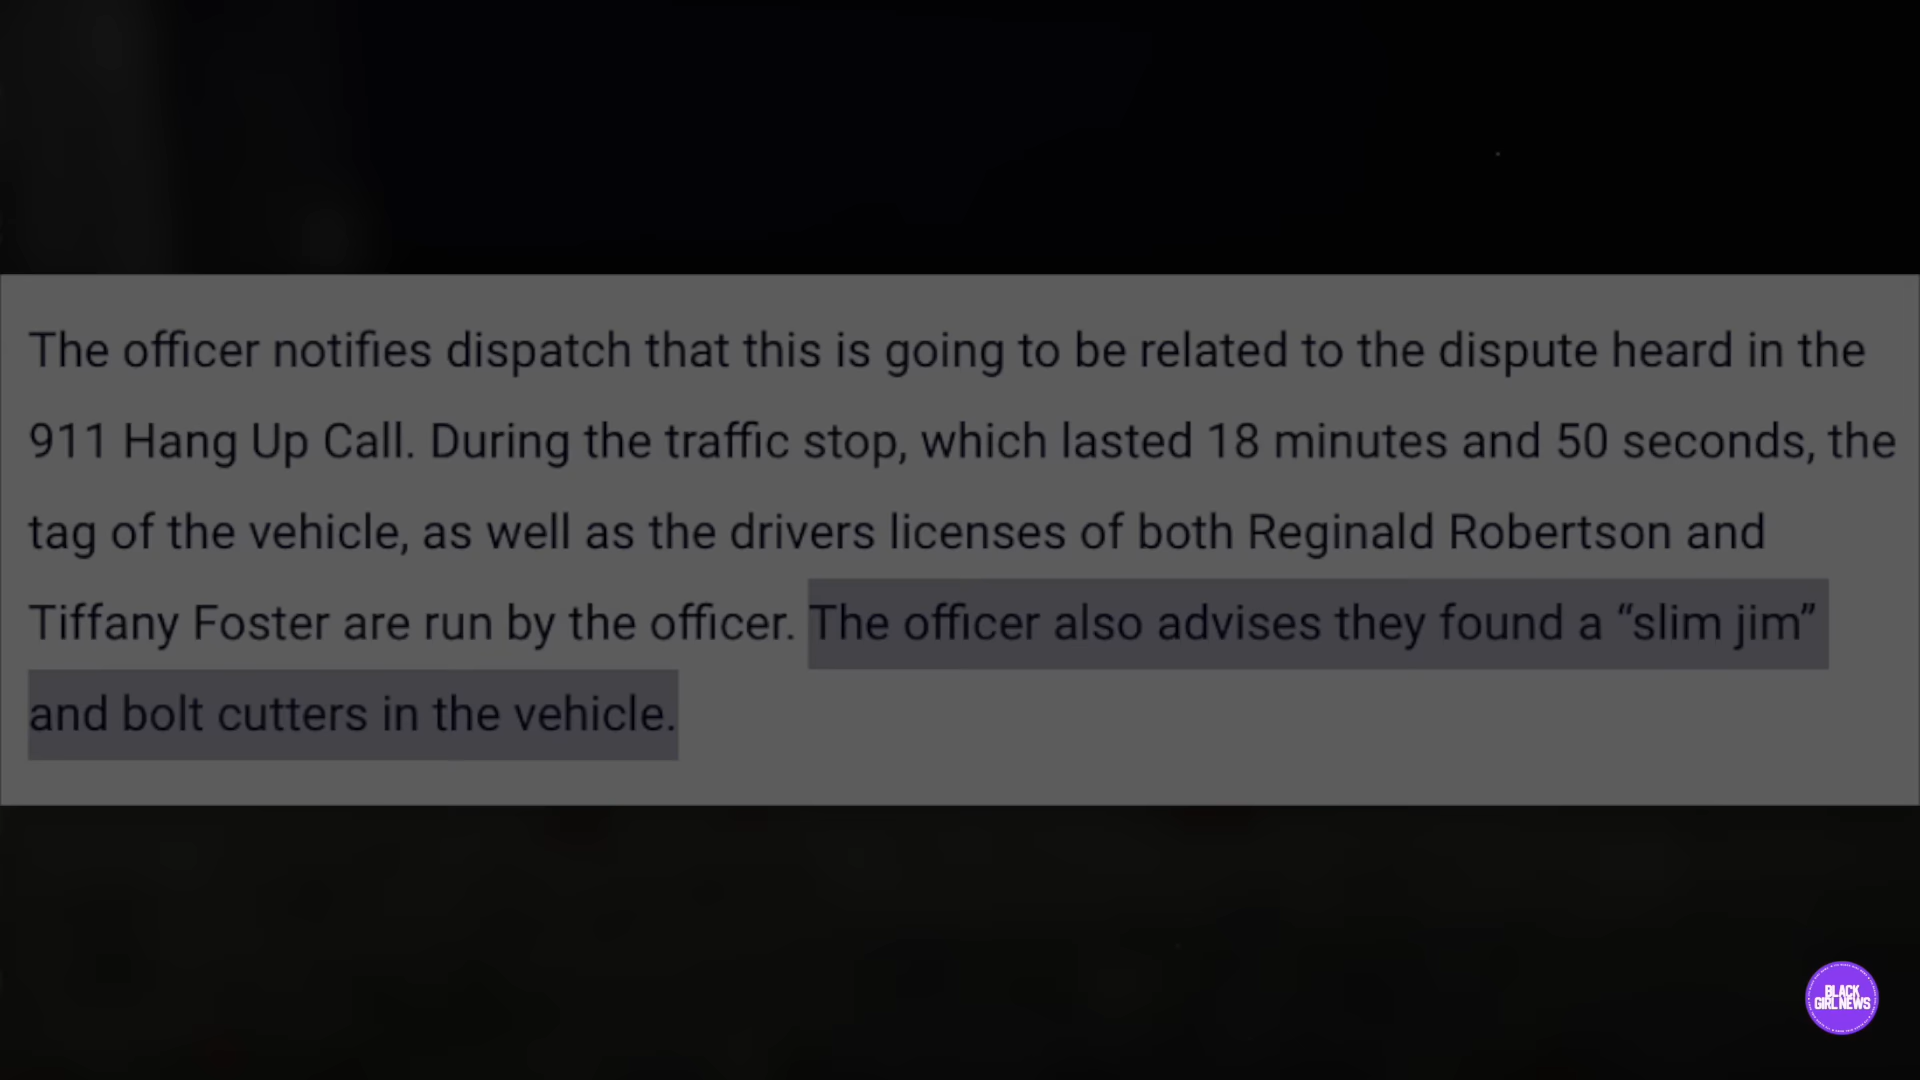 The officer notifies dispatch that this is going to be related to the dispute heard in the
911 Hang Up Call. During the traffic stop, which lasted 18 minutes and 50 seconds, the
tag of the vehicle, as well as the drivers licenses of both Reginald Robertson and
Tiffany Foster are run by the officer. The officer also advises they found a “slim jim”
and bolt cutters in the vehicle.
BLACK
GIRL NEWS